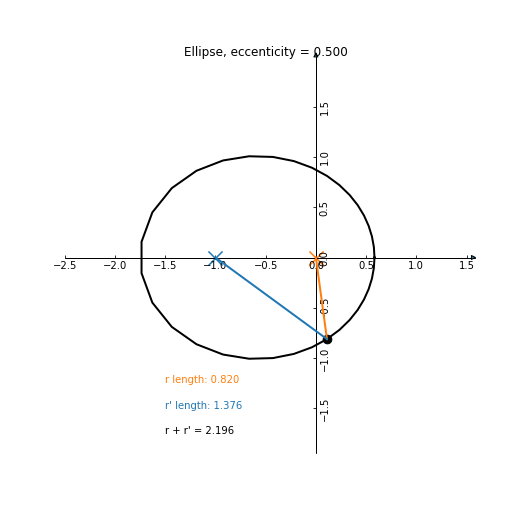 Ellipse, eccentricity = 0.500
1.5
1.0
0.5
0.0
−2.5 −2.0 −1.5 −1.0 −0.5 0.0 0.5 1.0 1.5
−0.5
−1.0
−1.5
r length: 0.820
r' length: 1.376
r + r' = 2.196